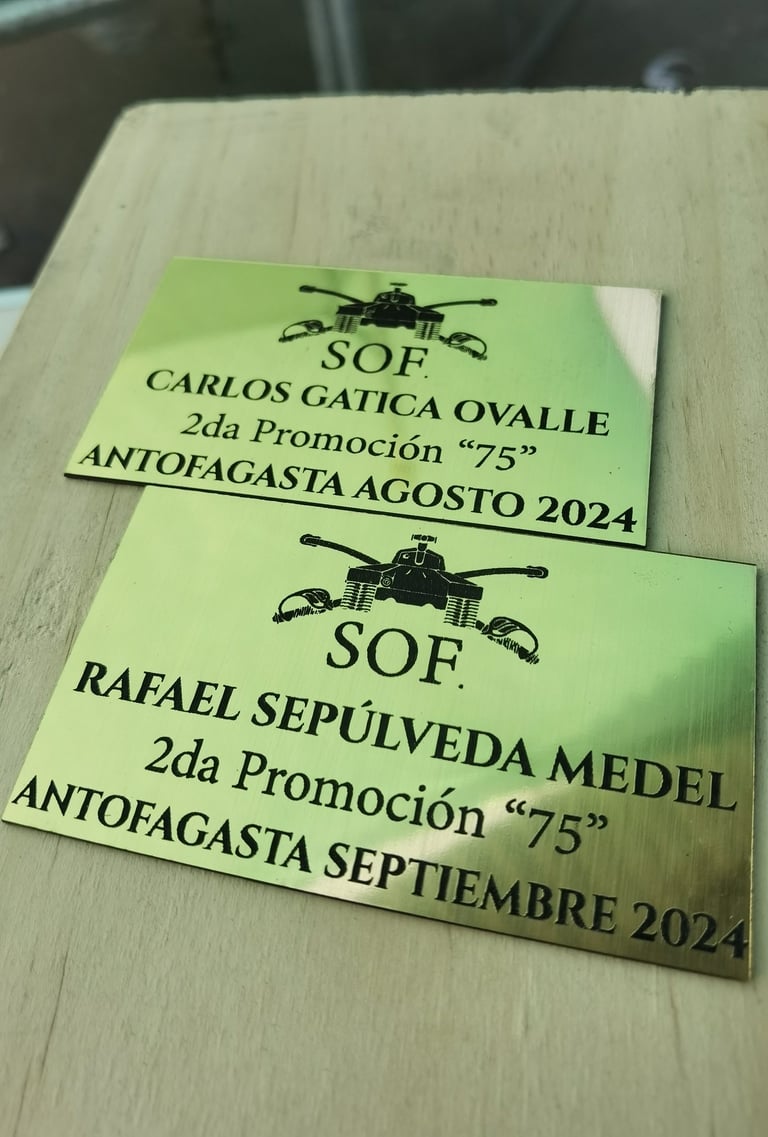 SOF.
CARLOS GATICA OVALLE
2da Promoción “75”
ANTOFAGASTA AGOSTO 2024
SOF.
RAFAEL SEPÚLVEDA MEDEL
2da Promoción “75”
ANTOFAGASTA SEPTIEMBRE 2024